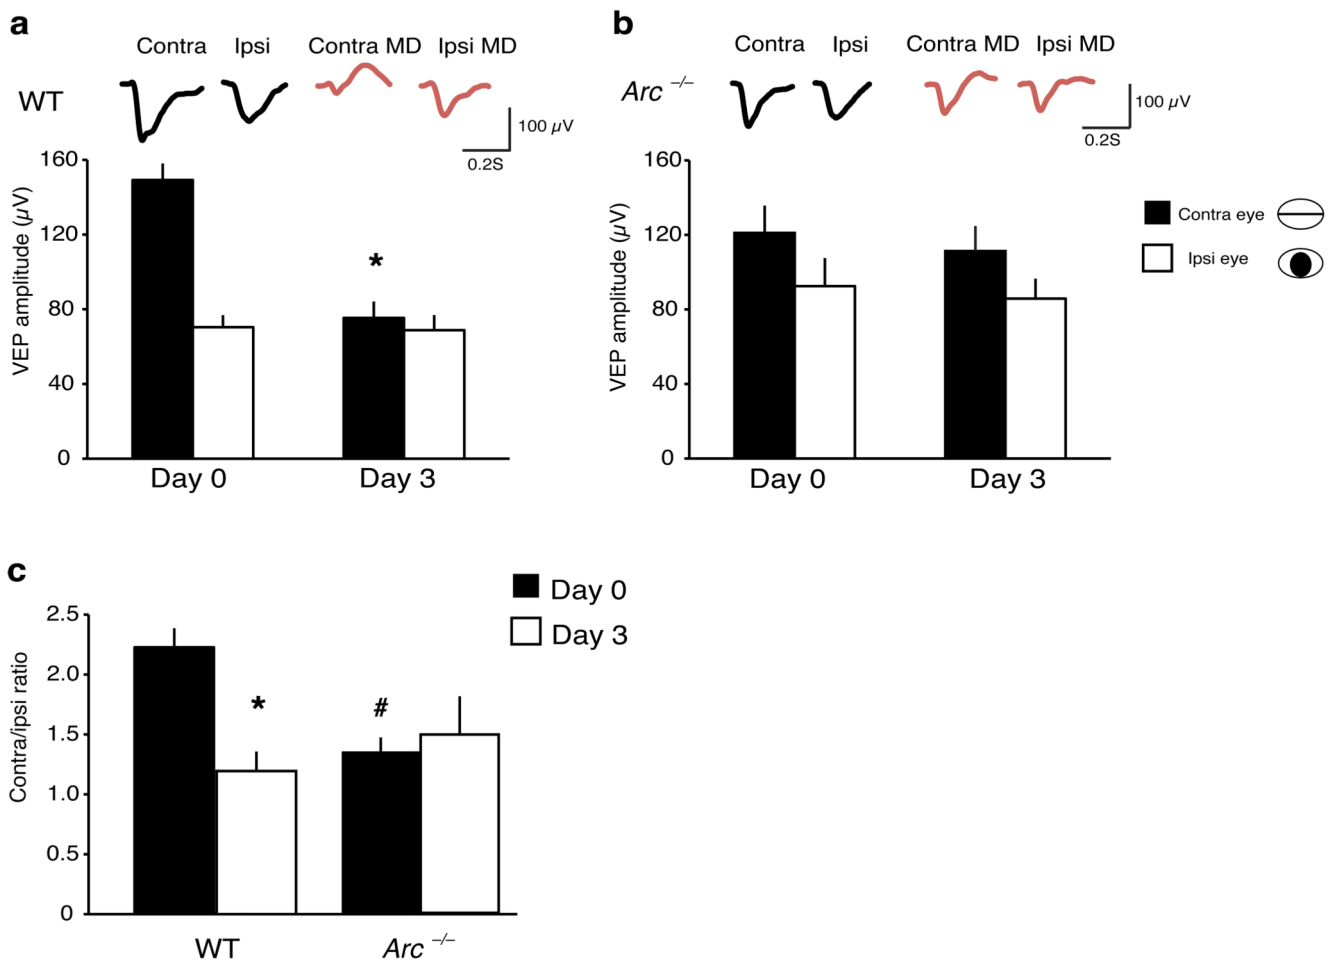 a
Contra Ipsi Contra MD Ipsi MD
WT
100 µV
0.2S
VEP amplitude (µV)
160
120
80
40
0
*
Day 0 Day 3
b
Contra Ipsi Contra MD Ipsi MD
Arc –/–
100 µV
0.2S
VEP amplitude (µV)
160
120
80
40
0
Day 0 Day 3
Contra eye
Ipsi eye
c
Day 0
Day 3
Contra/ipsi ratio
2.5
2.0
1.5
1.0
0.5
0
* #
WT Arc –/–